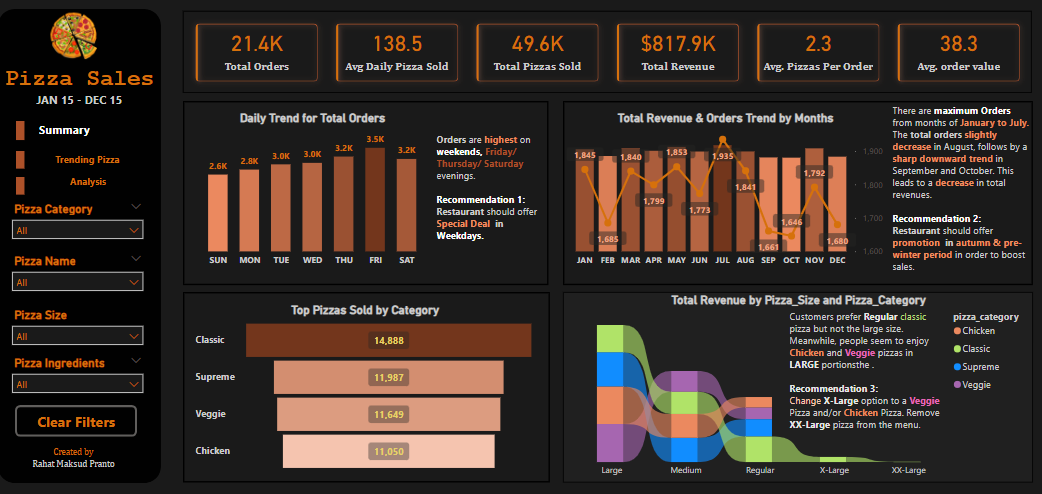 Pizza Sales
JAN 15 - DEC 15
Summary
Trending Pizza
Analysis
Pizza Category
All
Pizza Name
All
Pizza Size
All
Pizza Ingredients
All
Clear Filters
Created by
Rahat Maksud Pranto
21.4K
Total Orders
138.5
Avg Daily Pizza Sold
49.6K
Total Pizzas Sold
$817.9K
Total Revenue
2.3
Avg. Pizzas Per Order
38.3
Avg. order value
Daily Trend for Total Orders
2.6K 2.8K 3.0K 3.0K 3.2K 3.5K 3.2K
SUN MON TUE WED THU FRI SAT
Orders are highest on
weekends, Friday/
Thursday/ Saturday
evenings.
Recommendation 1:
Restaurant should offer
Special Deal in
Weekdays.
Total Revenue & Orders Trend by Months
1,845 1,685 1,840 1,799 1,853 1,773 1,935 1,841 1,661 1,646 1,792 1,680
1,900
1,800
1,700
1,600
JAN FEB MAR APR MAY JUN JUL AUG SEP OCT NOV DEC
There are maximum Orders
from months of January to July.
The total orders slightly
decrease in August, follows by a
sharp downward trend in
September and October. This
leads to a decrease in total
revenues.
Recommendation 2:
Restaurant should offer
promotion in autumn & pre-
winter period in order to boost
sales.
Top Pizzas Sold by Category
Classic 14,888
Supreme 11,987
Veggie 11,649
Chicken 11,050
Total Revenue by Pizza_Size and Pizza_Category
Customers prefer Regular classic
pizza but not the large size.
Meanwhile, people seem to enjoy
Chicken and Veggie pizzas in
LARGE portionsthe .
Recommendation 3:
Change X-Large option to a Veggie
Pizza and/or Chicken Pizza. Remove
XX-Large pizza from the menu.
pizza_category
Chicken
Classic
Supreme
Veggie
Large Medium Regular X-Large XX-Large